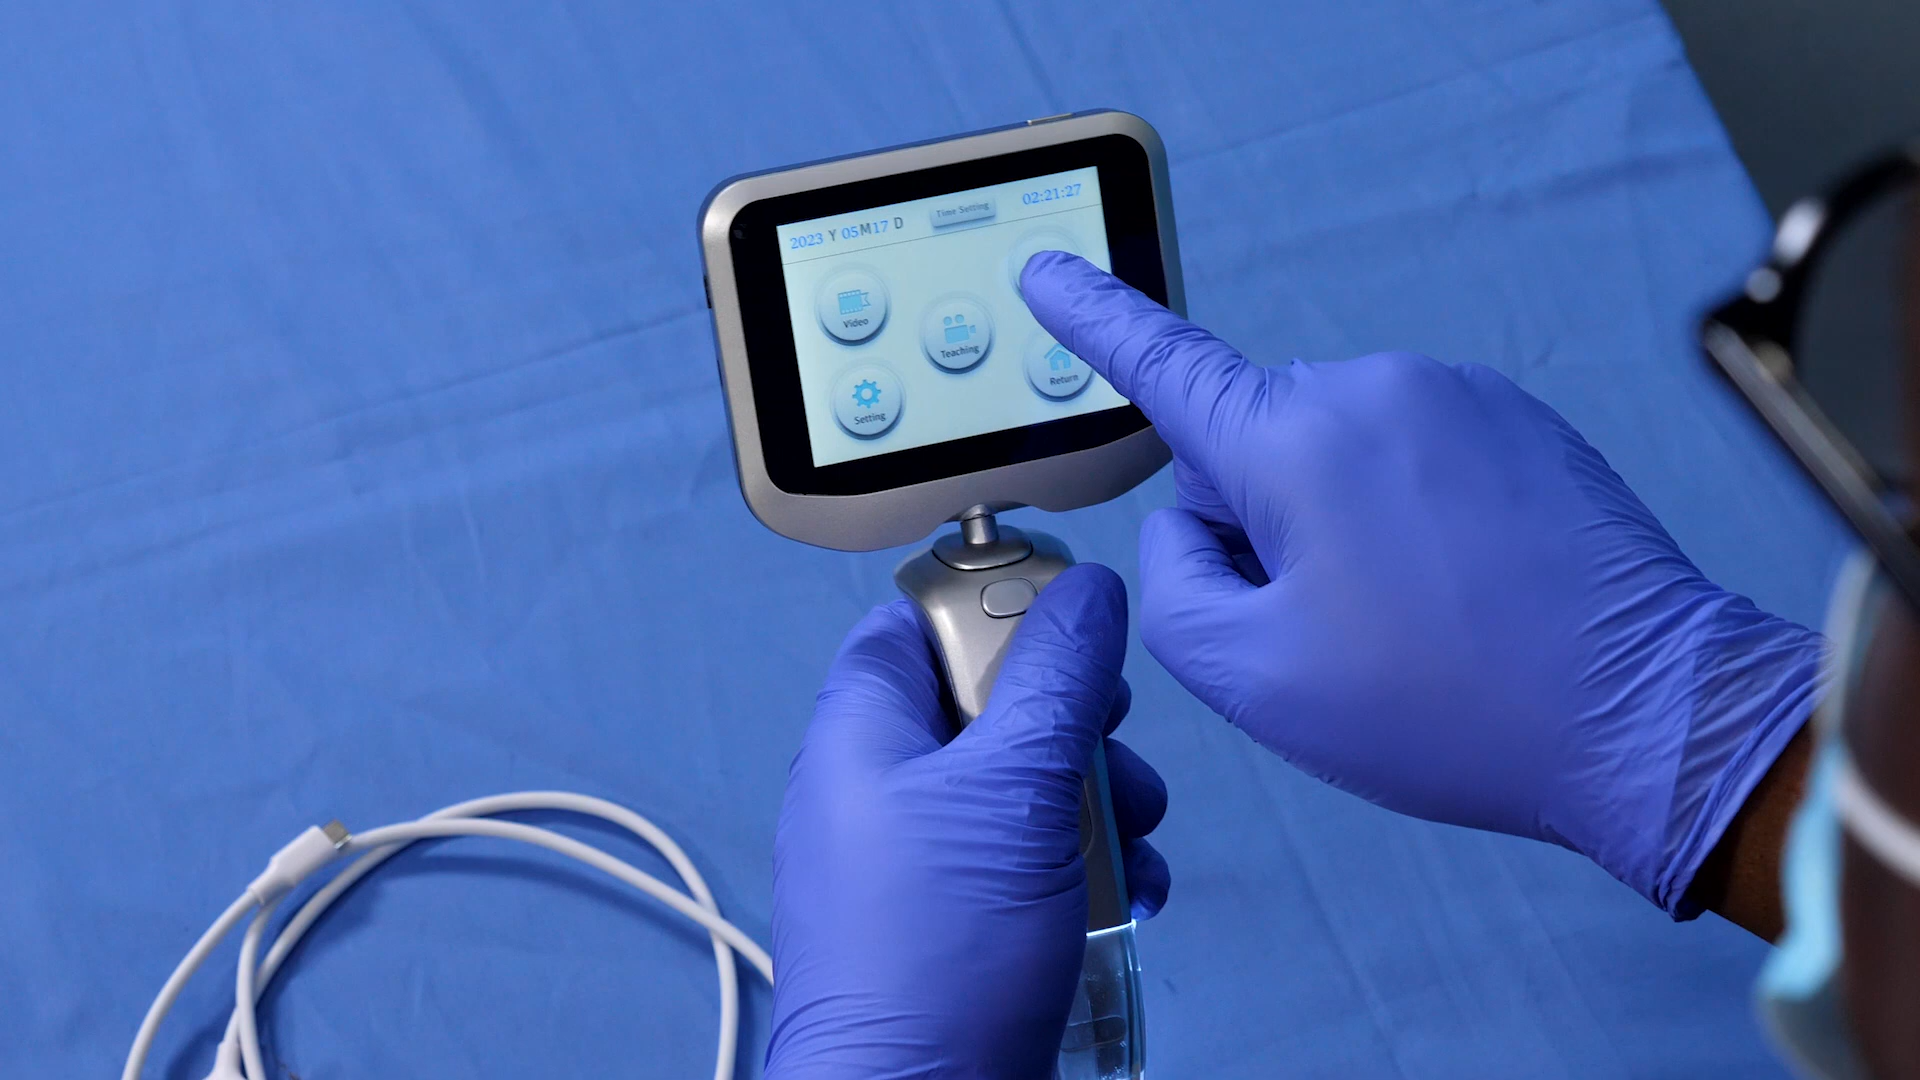 2023 Y 05M17 D
Time Setting
02:21:27
Video
Teaching
Setting
Return